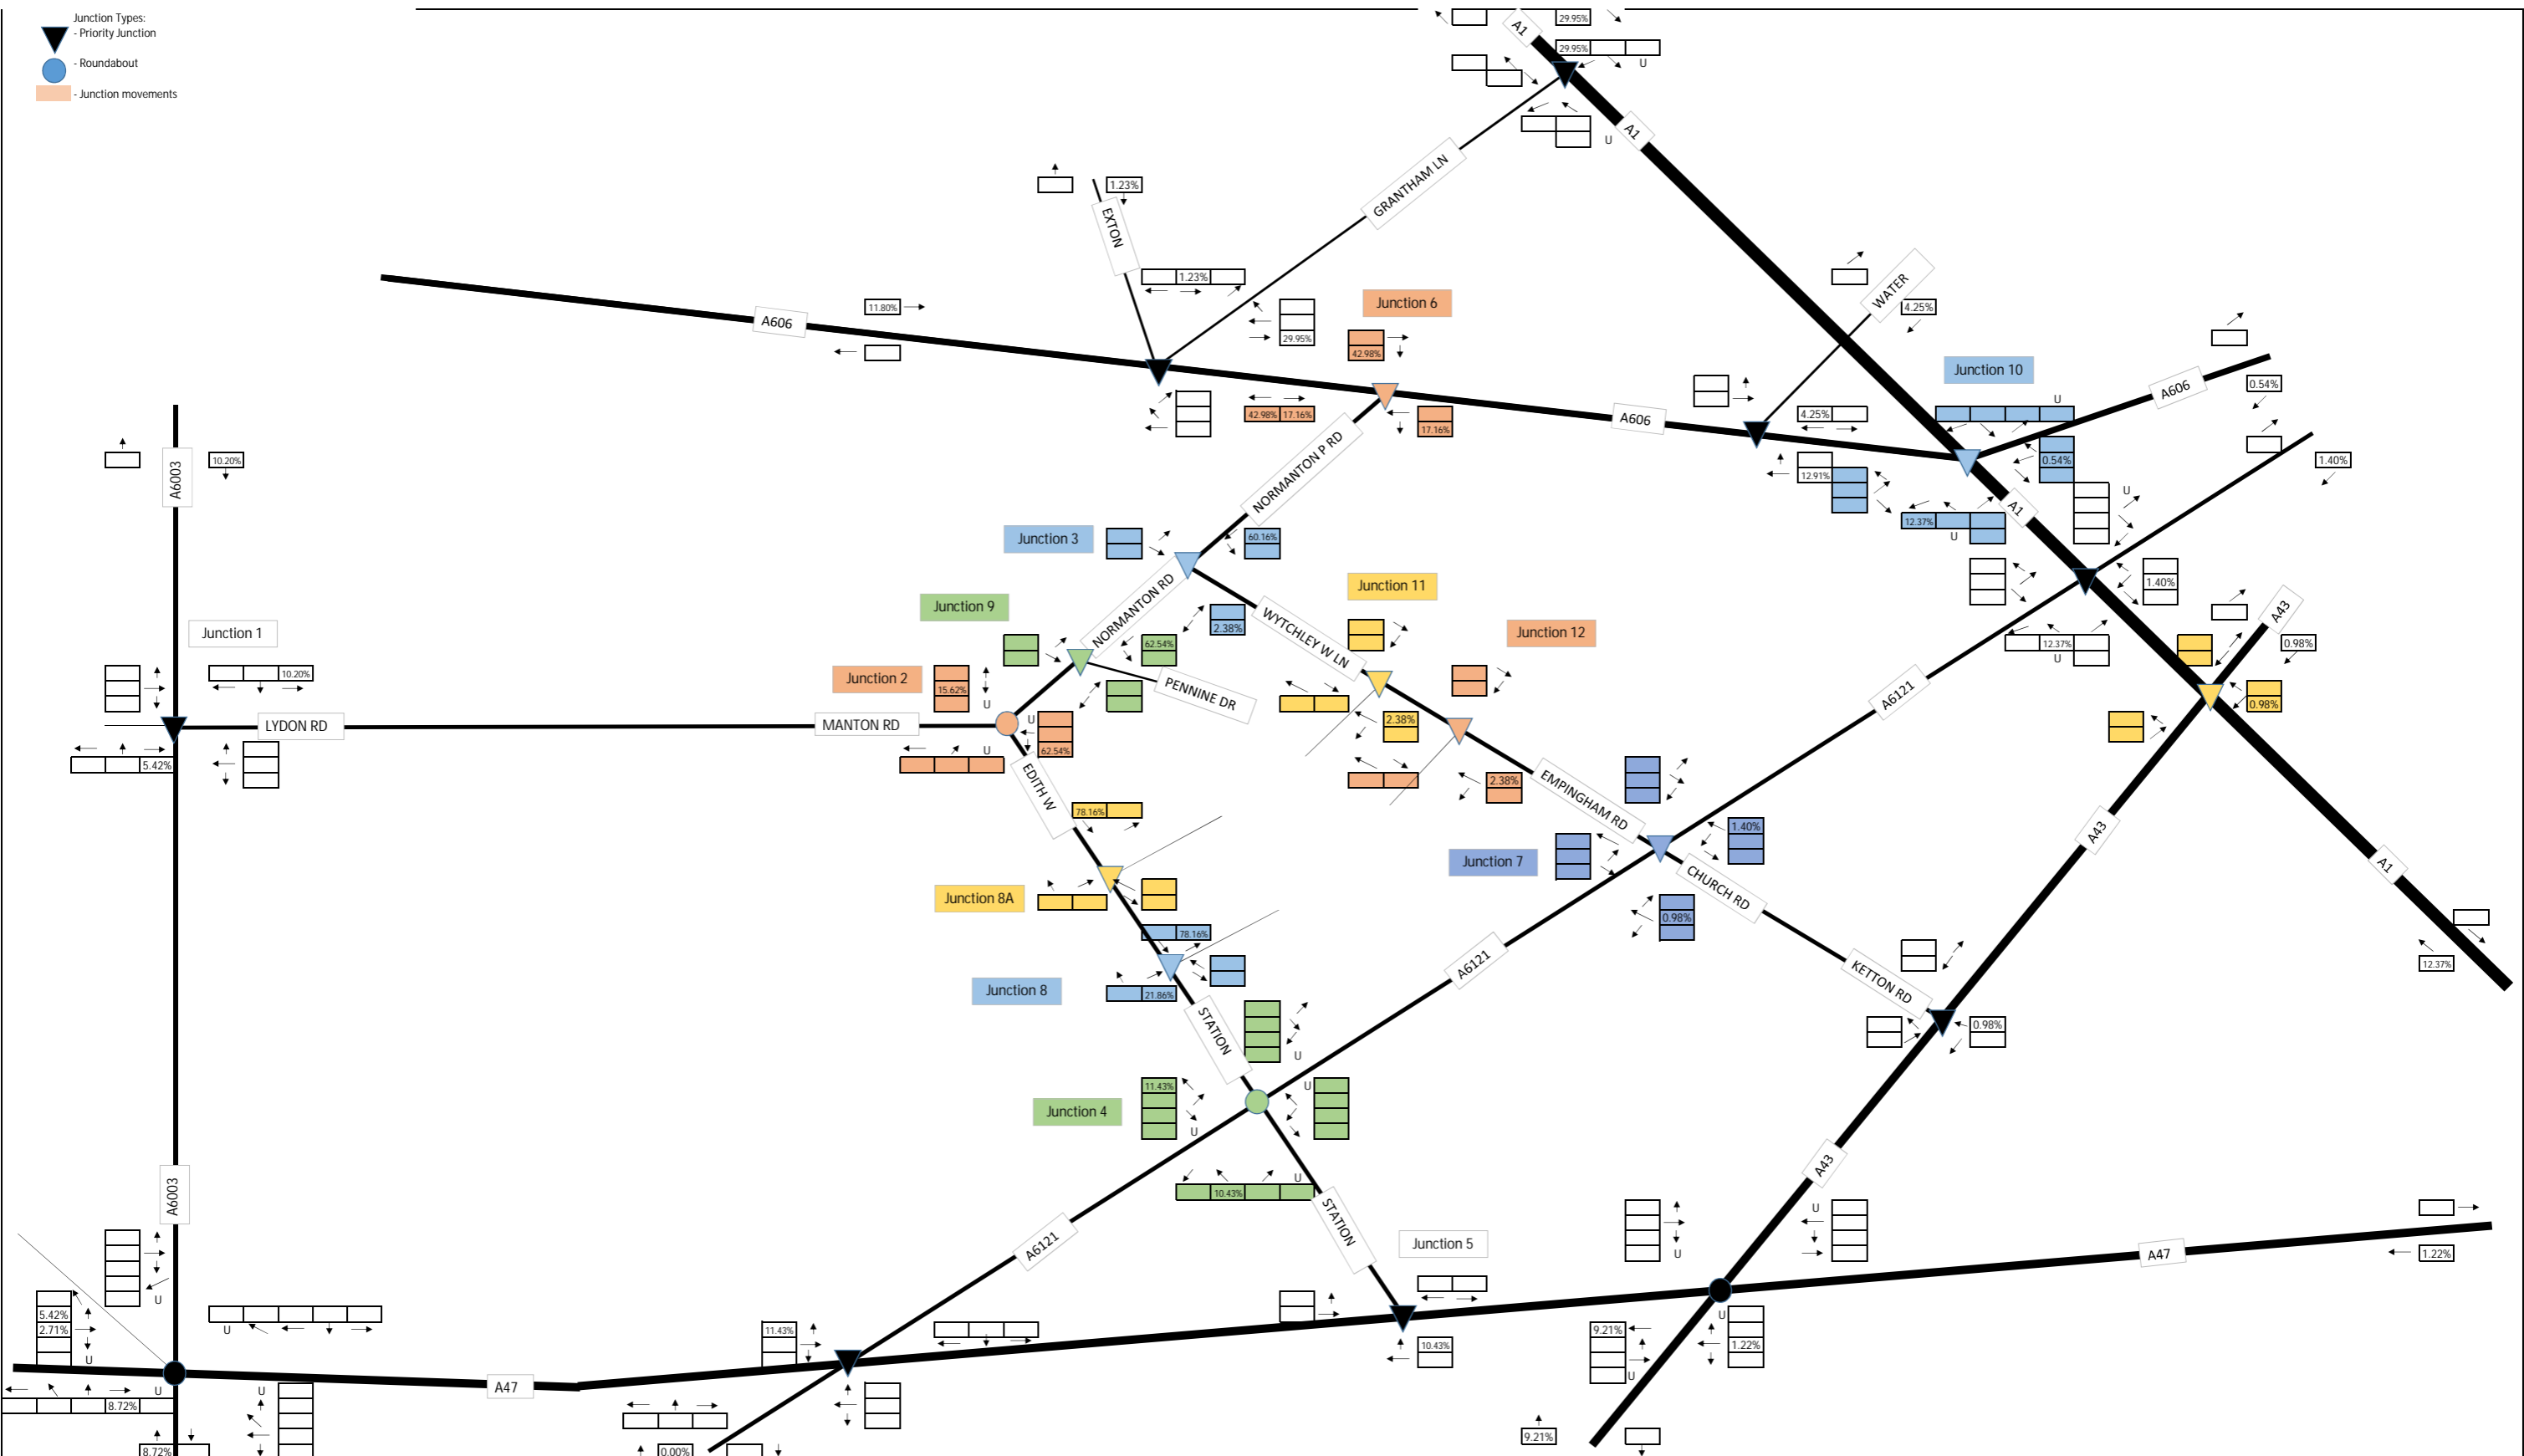 Junction Types:
- Priority Junction
- Roundabout
- Junction movements
A1
29.95%
29.95%
U
A1
U
GRANTHAM LN
1.23%
EXTON
1.23%
29.95%
11.80%
A606
Junction 6
42.98%
42.98% 17.16%
17.16%
A606
WATER
4.25%
4.25%
12.91%
Junction 10
U
A606
0.54%
0.54%
12.37%
U
U
A1
1.40%
1.40%
12.37%
U
A6003
10.20%
NORMANTON P RD
Junction 3
60.16%
NORMANTON RD
2.38%
WYTCHLEY W LN
Junction 11
Junction 12
Junction 9
62.54%
PENNINE DR
Junction 1
10.20%
Junction 2
15.62%
U
U
62.54%
U
LYDON RD
MANTON RD
5.42%
EDITH W
2.38%
2.38%
EMPINGHAM RD
A6121
A43
0.98%
0.98%
78.16%
Junction 8A
Junction 7
1.40%
0.98%
CHURCH RD
A43
A1
12.37%
78.16%
Junction 8
21.86%
STATION
U
A6121
KETTON RD
0.98%
Junction 4
11.43%
U
U
10.43%
U
STATION
A6003
A6121
Junction 5
A43
U
U
A47
1.22%
U
5.42%
2.71%
U
U
11.43%
10.43%
9.21%
U
U
1.22%
A47
U
8.72%
U
8.72%
0.00%
9.21%